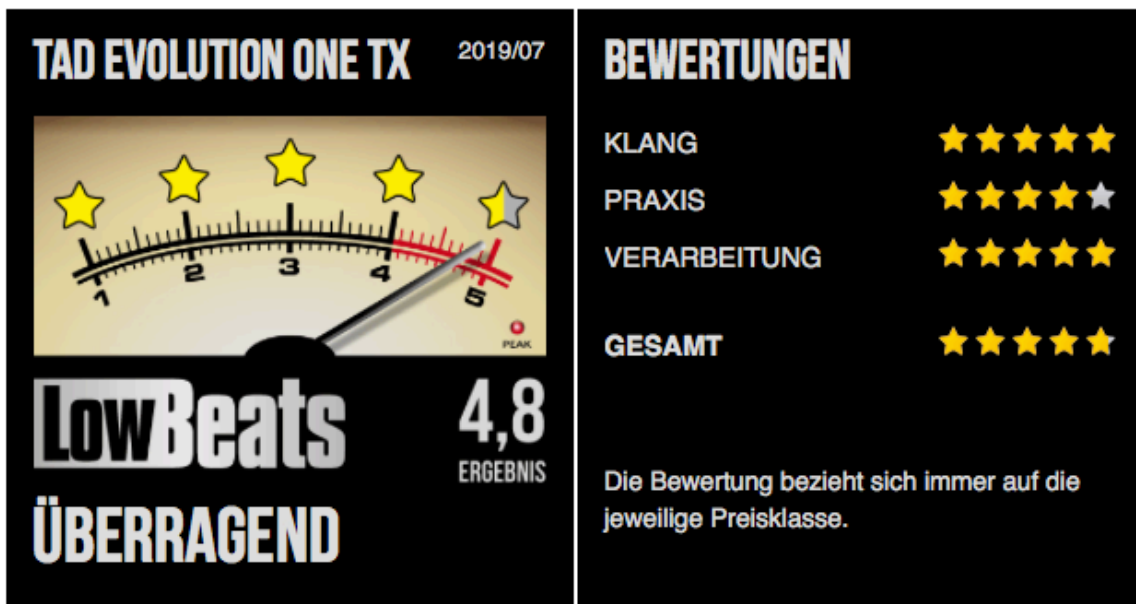 TAD EVOLUTION ONE TX 2019/07
1 2 3 4 5
PEAK
LowBeats
4,8
ERGEBNIS
ÜBERRAGEND
BEWERTUNGEN
KLANG
PRAXIS
VERARBEITUNG
GESAMT
Die Bewertung bezieht sich immer auf die
jeweilige Preisklasse.